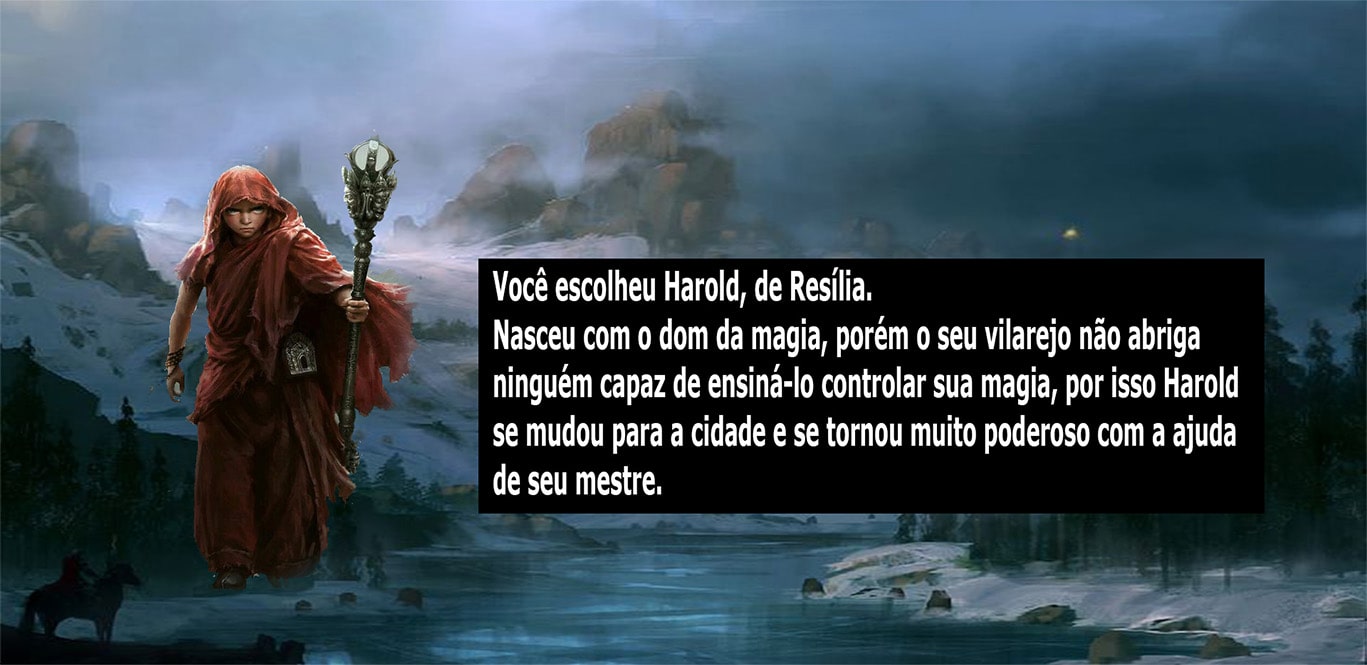 Você escolheu Harold, de Resília.
Nasceu com o dom da magia, porém o seu vilarejo não abriga
ninguém capaz de ensiná-lo controlar sua magia, por isso Harold
se mudou para a cidade e se tornou muito poderoso com a ajuda
de seu mestre.